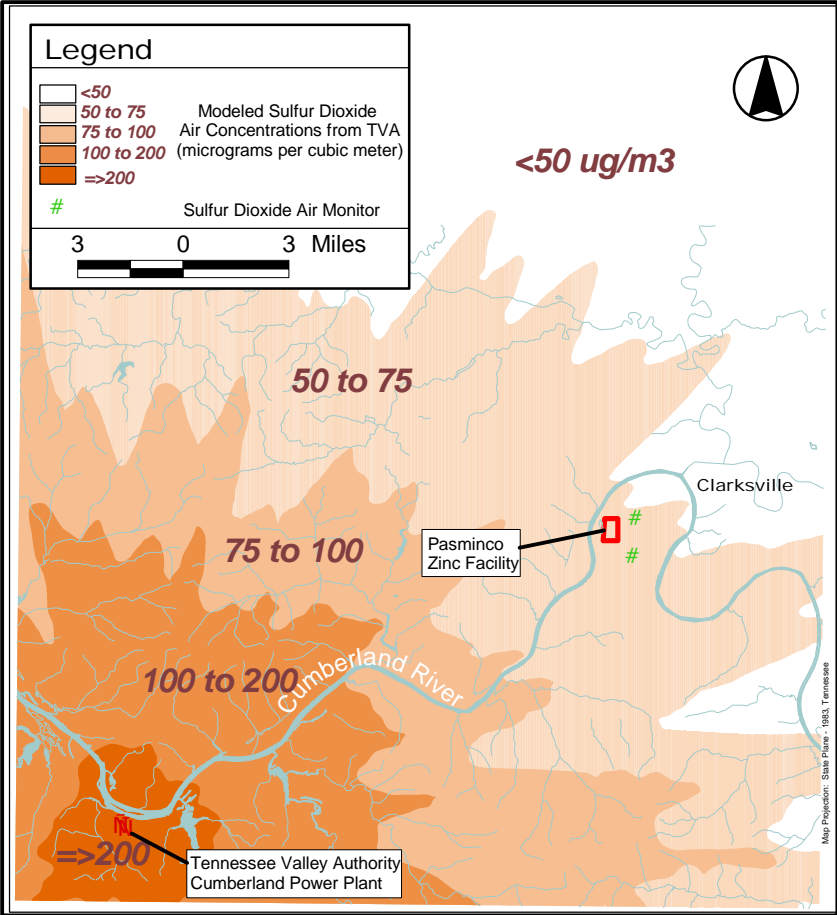 Legend
<50
50 to 75
75 to 100
100 to 200
=>200
Modeled Sulfur Dioxide
Air Concentrations from TVA
(micrograms per cubic meter)
#
Sulfur Dioxide Air Monitor
3 0 3 Miles
<50 ug/m3
50 to 75
Clarksville
#
#
Pasminco
Zinc Facility
75 to 100
100 to 200
Cumberland River
=>200
Tennessee Valley Authority
Cumberland Power Plant
Map Projection: State Plane - 1983, Tennessee